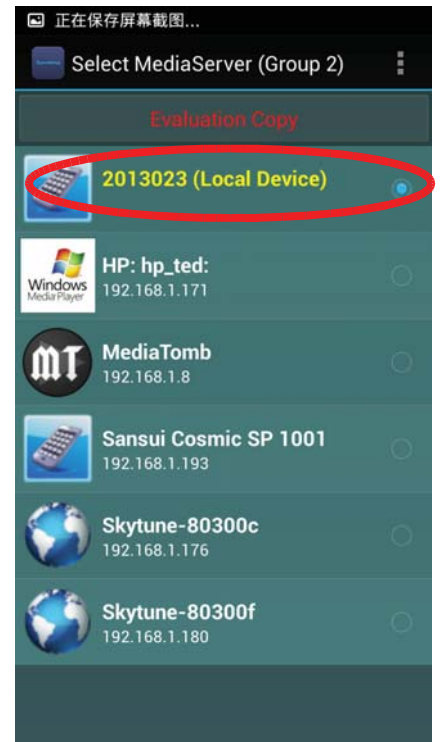 正在保存屏幕截图...
Select MediaServer (Group 2)
Evaluation Copy
2013023 (Local Device)
Windows
Media Player
HP: hp_ted:
192.168.1.171
MT
MediaTomb
192.168.1.8
Sansui Cosmic SP 1001
192.168.1.193
Skytune-80300c
192.168.1.176
Skytune-80300f
192.168.1.180